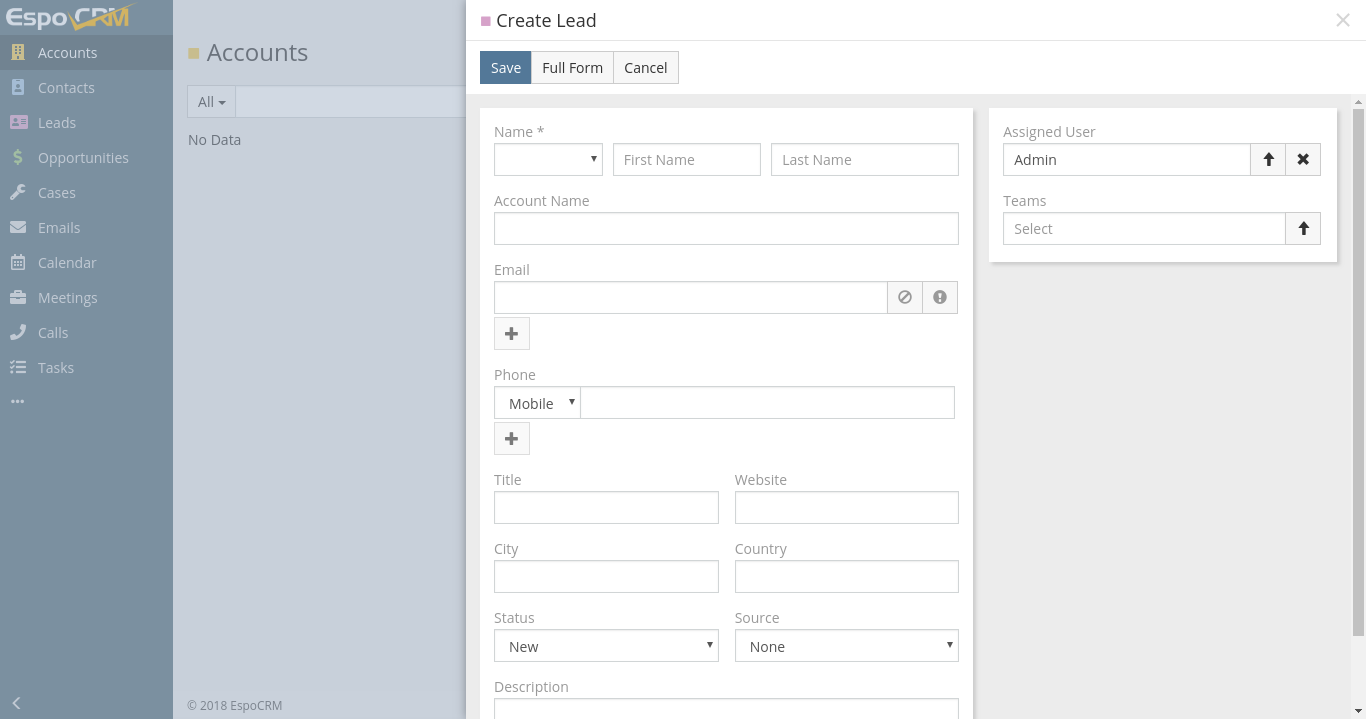 EspoCRM
Accounts
Contacts
Leads
Opportunities
Cases
Emails
Calendar
Meetings
Calls
Tasks
Accounts
All
No Data
© 2018 EspoCRM
Create Lead
Save Full Form Cancel
Name *
First Name Last Name
Account Name
Email
Phone
Mobile
Title Website
City Country
Status Source
New None
Description
Assigned User
Admin
Teams
Select